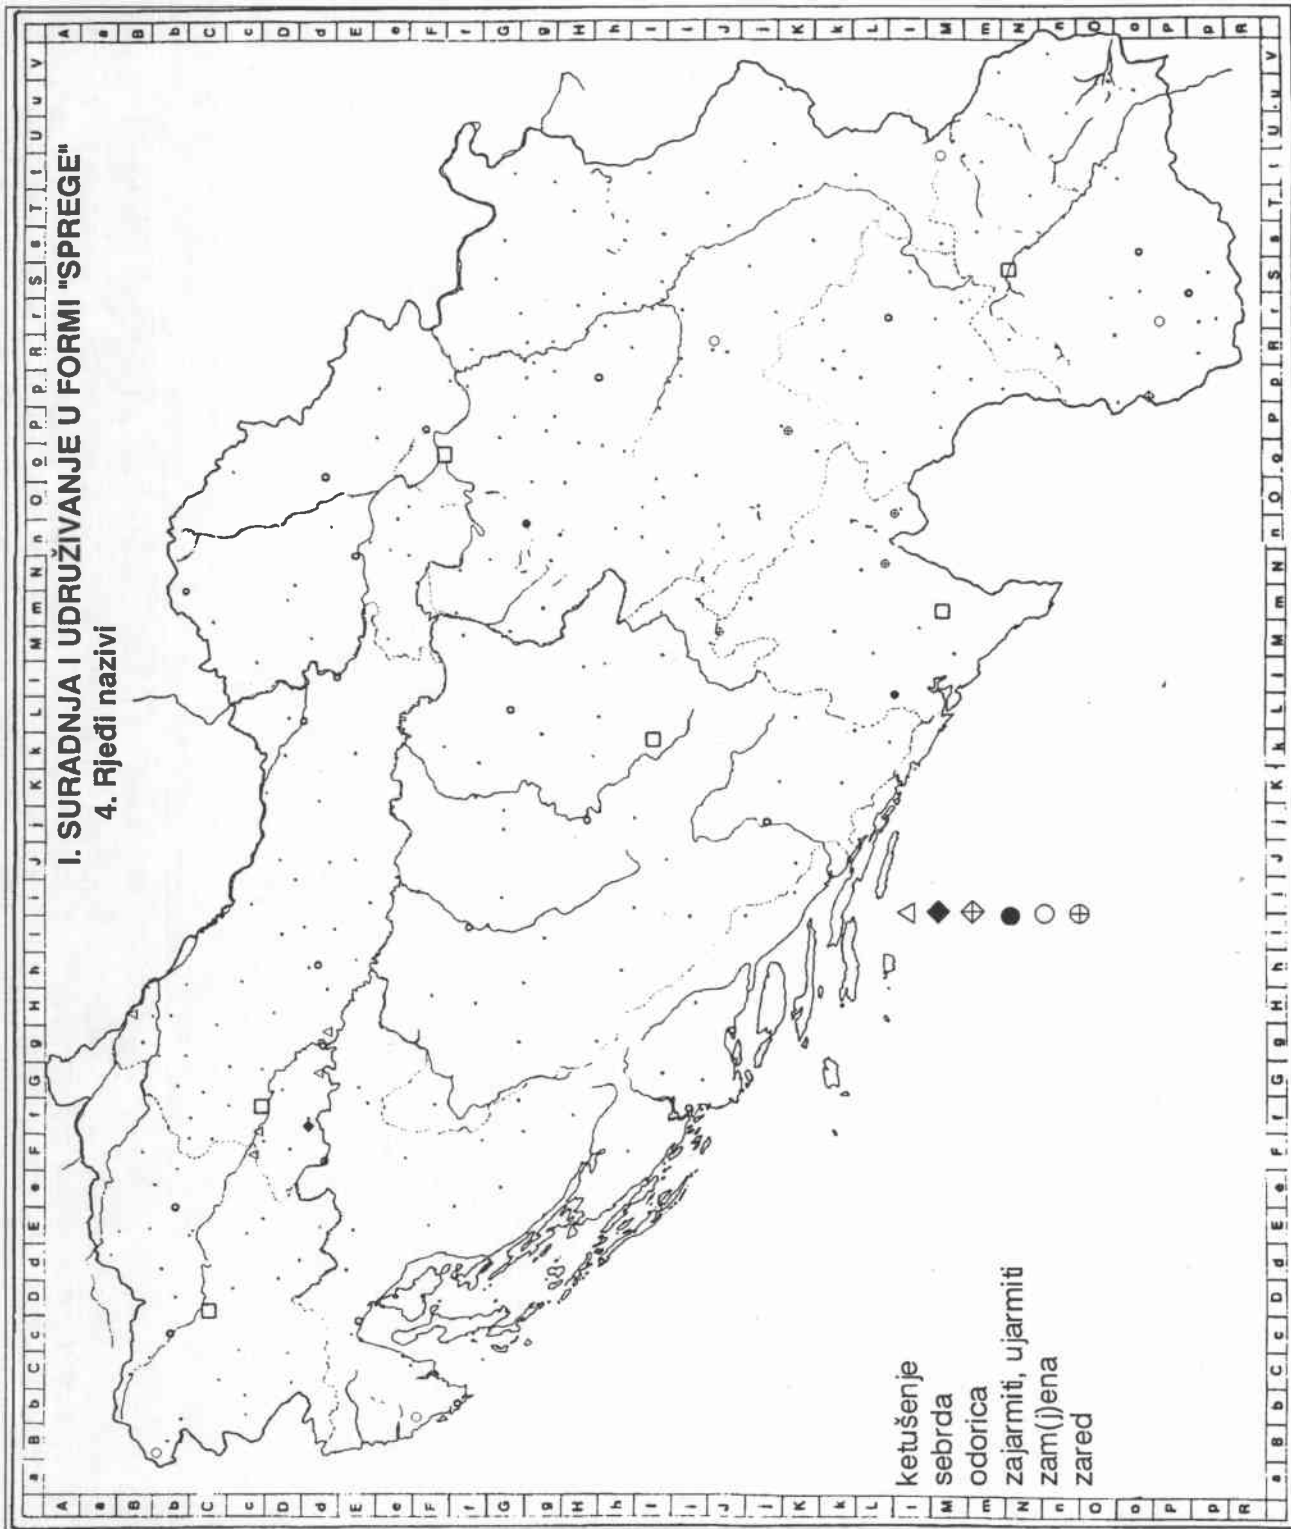 I. SURADNJA I UDRUŽIVANJE U FORMI "SPREGE"
4. Rjeđi nazivi
a B b C c D d E e F f G g H h I i J j K k L l M m N n O o P p R r S s T t U u V
A a B b C c D d E e F f G g H h I i J j K k L l M m N n O o P p R
A a B b C c D d E e F f G g H h I i J j K k L l M m N n O o P p R
ketušenje
sebrda
odorica
zajarmiti, ujarmiti
zam(j)ena
zared
a B b C c D d E e F f G g H h I i J j K k L l M m N n O o P p R r S s T t U u V